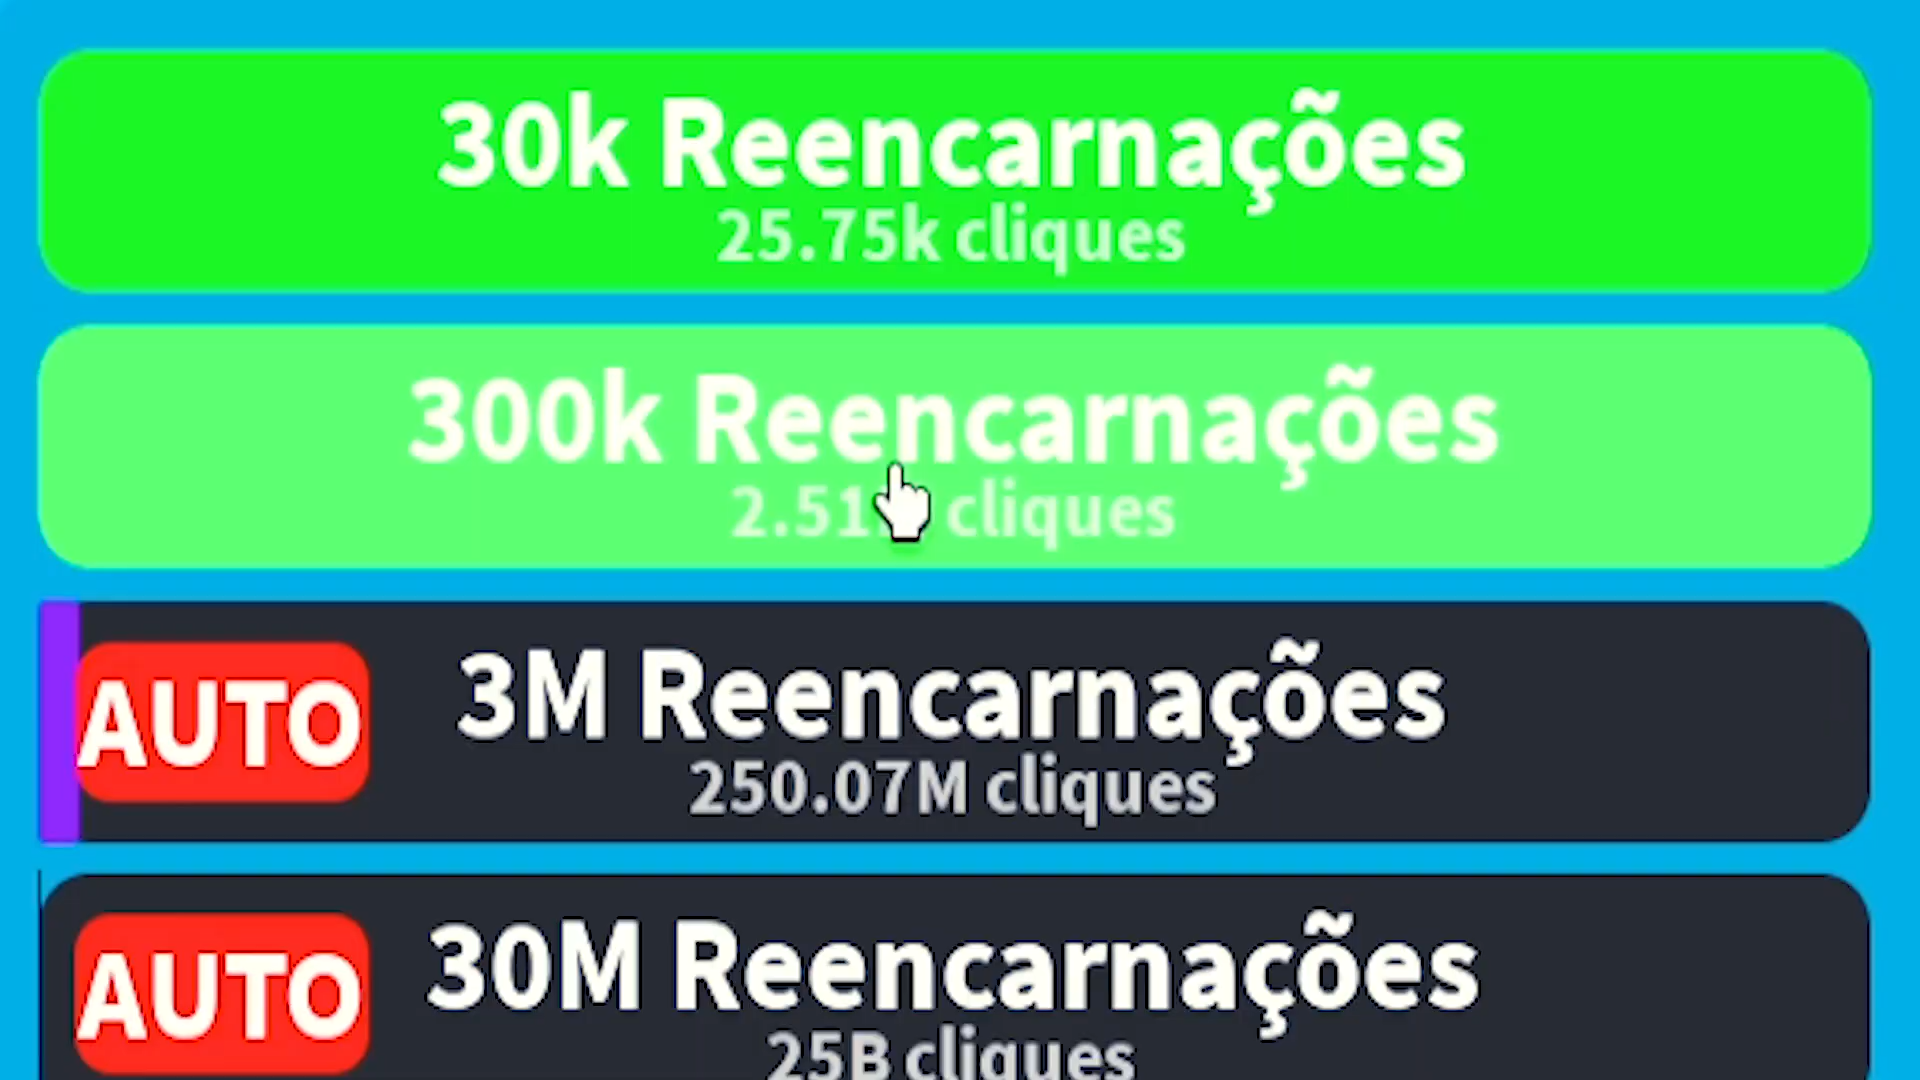 30k Reencarnações
25.75k cliques
300k Reencarnações
cliques
AUTO
3M Reencarnações
250.07M cliques
AUTO
30M Reencarnações
25B cliques